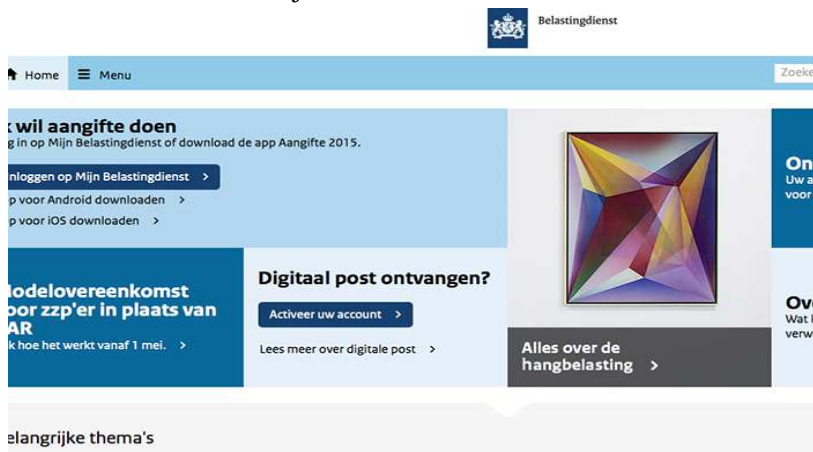 Belastingdienst
Home
Menu
Zoeke
k wil aangifte doen
g in op Mijn Belastingdienst of download de app Aangifte 2015.
nloggen op Mijn Belastingdienst >
p voor Android downloaden >
p voor iOS downloaden >
On
Uw a
voor
lodelovereenkomst
oor zzp'er in plaats van
AR
k hoe het werkt vanaf 1 mei. >
Digitaal post ontvangen?
Activeer uw account >
Lees meer over digitale post >
Alles over de
hangbelasting >
Ov
Wat
verw
elangrijke thema's